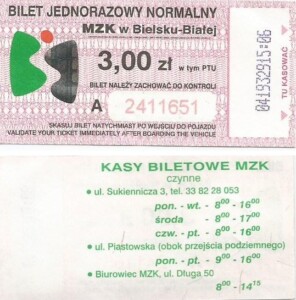 BILET JEDNORAZOWY NORMALNY
MZK w Bielsku-Białej
3,00 zł w tym PTU
BILET NALEŻY ZACHOWAĆ DO KONTROLI
A 2411651
SKASUJ BILET NATYCHMIAST PO WEJŚCIU DO POJAZDU
VALIDATE YOUR TICKET IMMEDIATELY AFTER BOARDING THE VEHICLE
041932915:06
TU KASOWAĆ
KASY BILETOWE MZK
czynne
• ul. Sukiennicza 3, tel. 33 82 28 053
pon. - wt. - 8⁰⁰ - 16⁰⁰
środa - 8⁰⁰ - 17⁰⁰
czw. - pt. - 8⁰⁰ - 16⁰⁰
• ul. Piastowska (obok przejścia podziemnego)
pon. - pt. - 9⁰⁰ - 16⁰⁰
• Biurowiec MZK, ul. Długa 50
8⁰⁰ - 14¹⁵